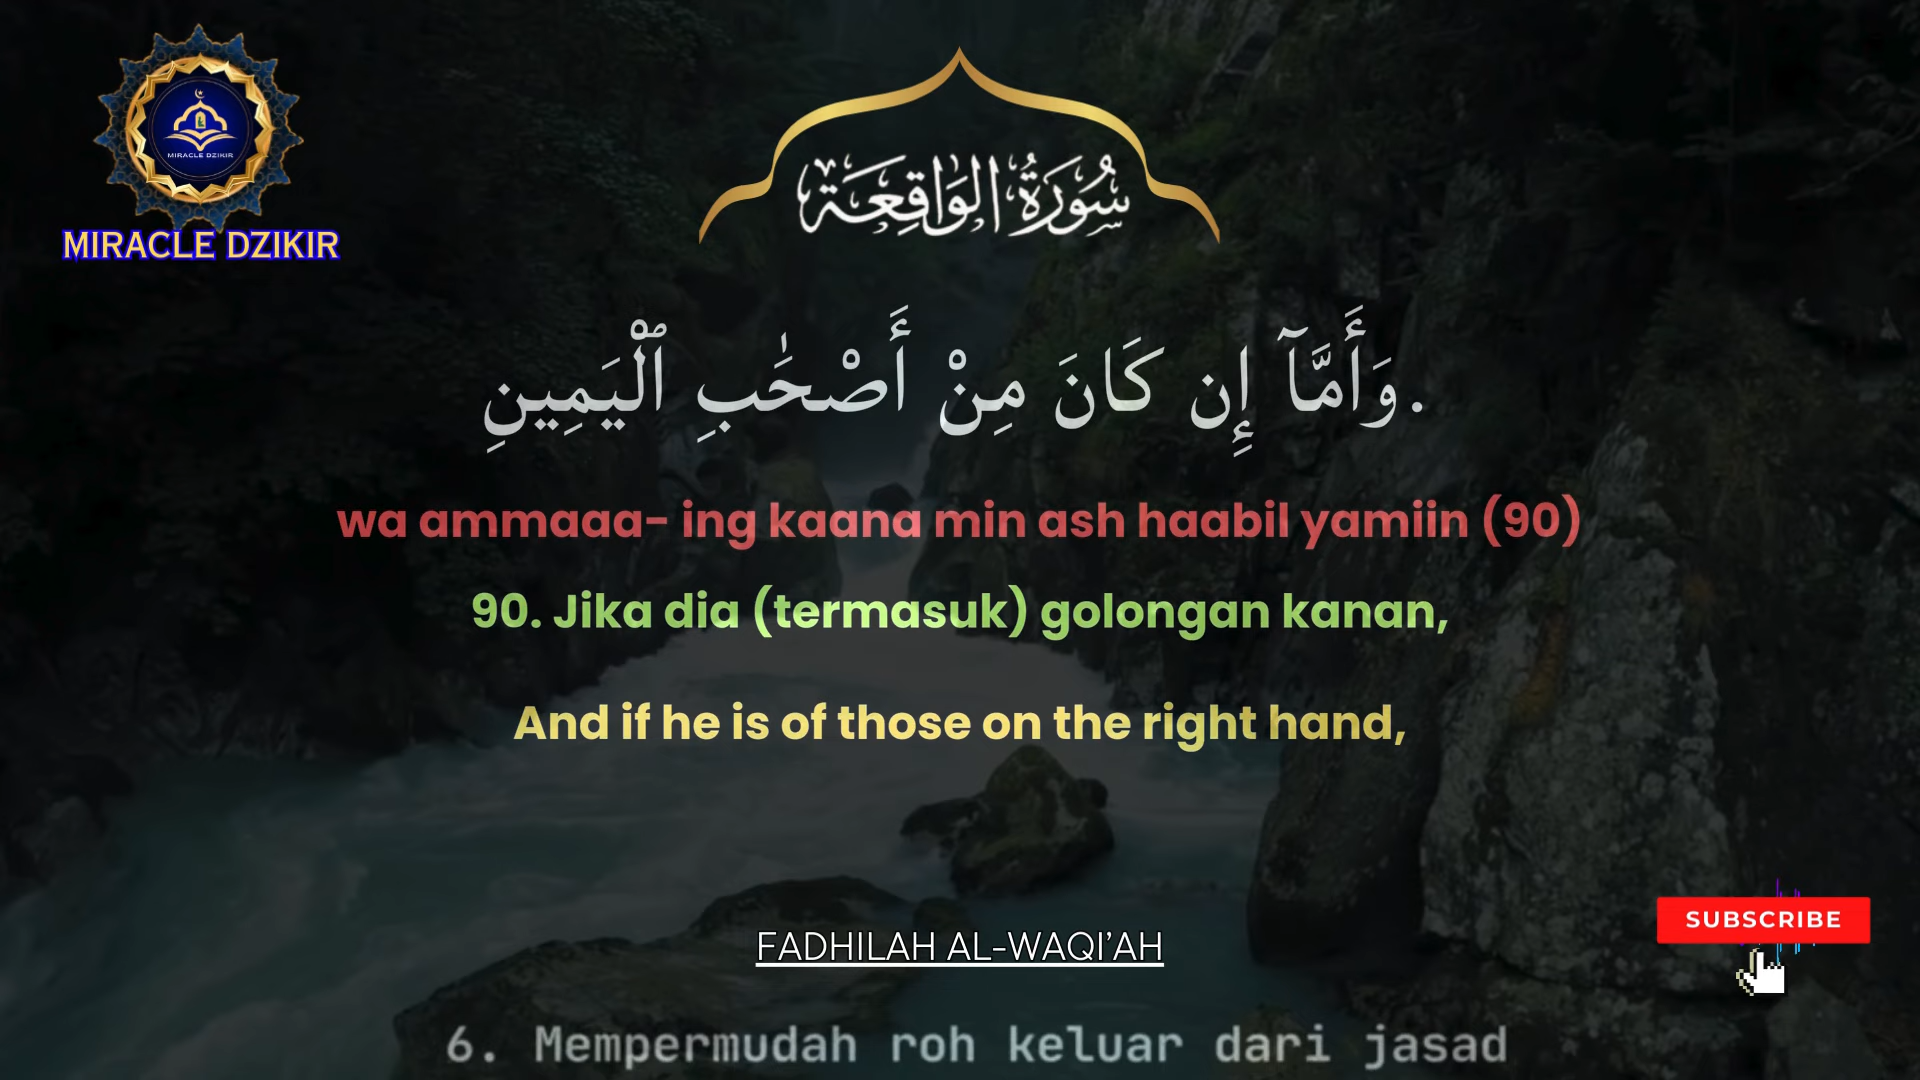 MIRACLE DZIKIR
MIRACLE DZIKIR
سُورَةُ الوَاقِعَة
وَأَمَّآ إِن كَانَ مِنْ أَصْحَٰبِ ٱلْيَمِينِ.
wa ammaaa- ing kaana min ash haabil yamiin (90)
90. Jika dia (termasuk) golongan kanan,
And if he is of those on the right hand,
SUBSCRIBE
FADHILAH AL-WAQI'AH
6. Mempermudah roh keluar dari jasad